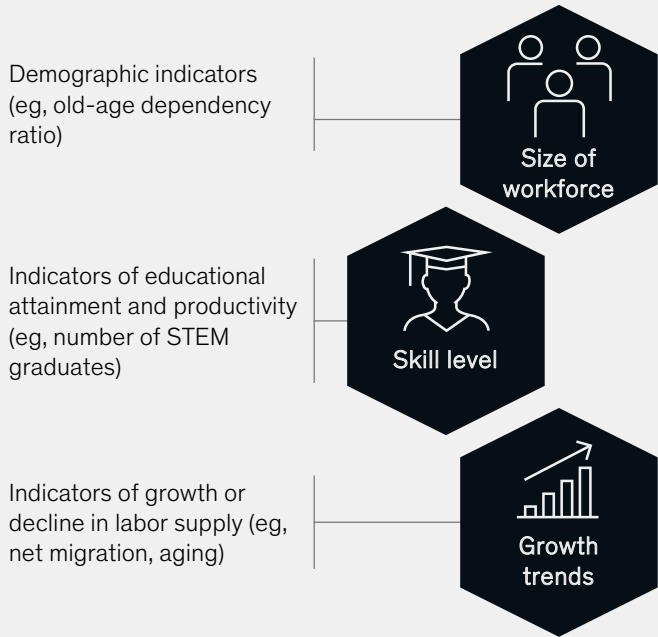 Demographic indicators
(eg, old-age dependency
ratio)
Size of
workforce
Indicators of educational
attainment and productivity
(eg, number of STEM
graduates)
Skill level
Indicators of growth or
decline in labor supply (eg,
net migration, aging)
Growth
trends